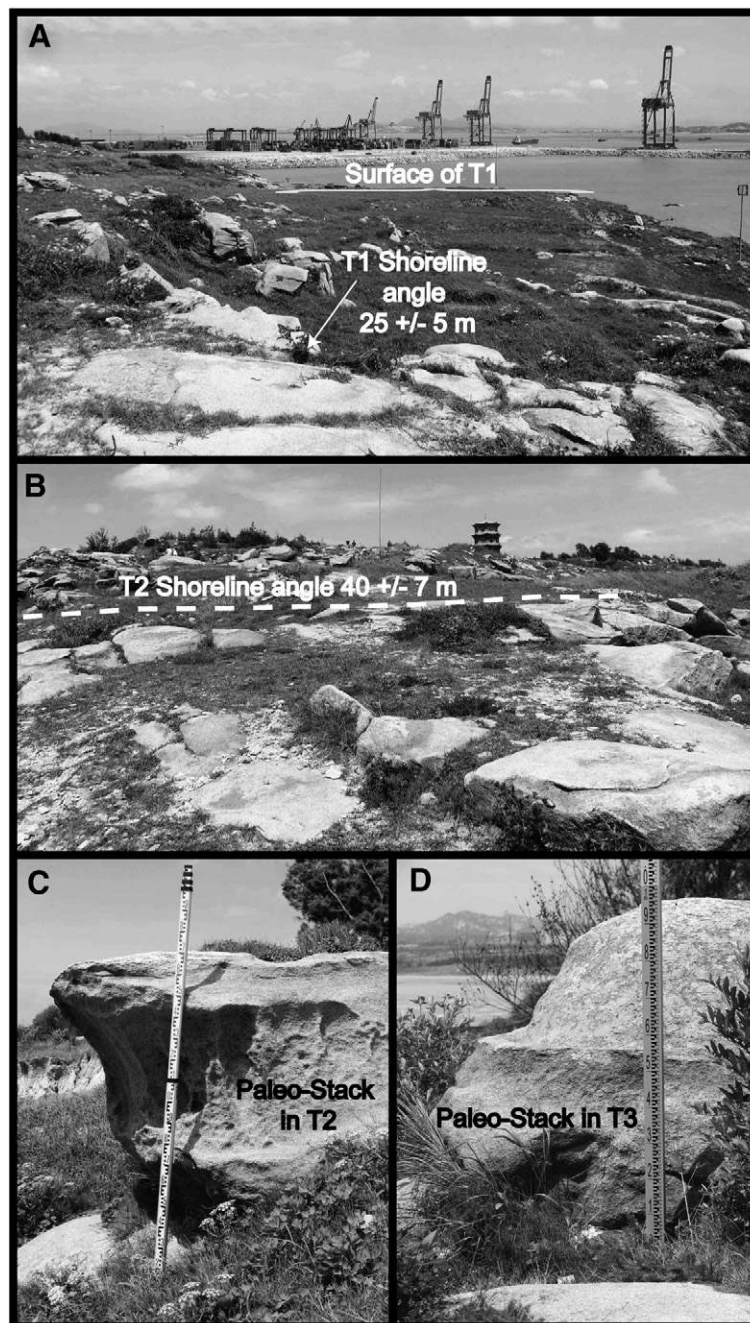 A
Surface of T1
T1 Shoreline
angle
25 +/- 5 m
B
T2 Shoreline angle 40 +/- 7 m
C
Paleo-Stack
in T2
D
Paleo-Stack in T3